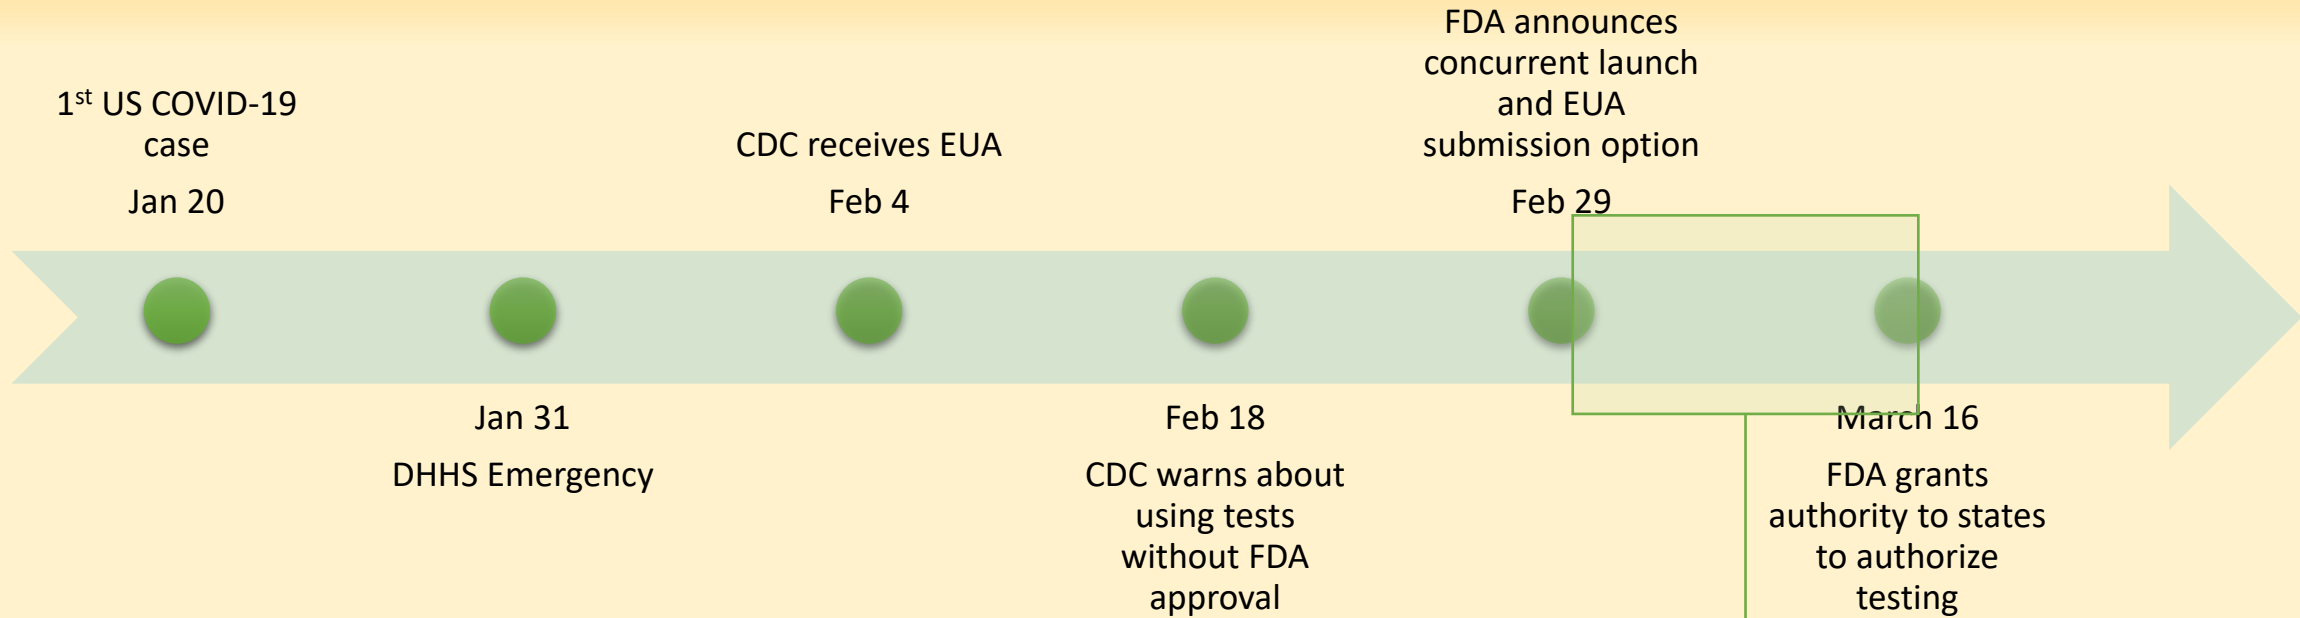 1st US COVID-19
case
Jan 20
Jan 31
DHHS Emergency
CDC receives EUA
Feb 4
Feb 18
CDC warns about
using tests
without FDA
approval
FDA announces
concurrent launch
and EUA
submission option
Feb 29
March 16
FDA grants
authority to states
to authorize
testing